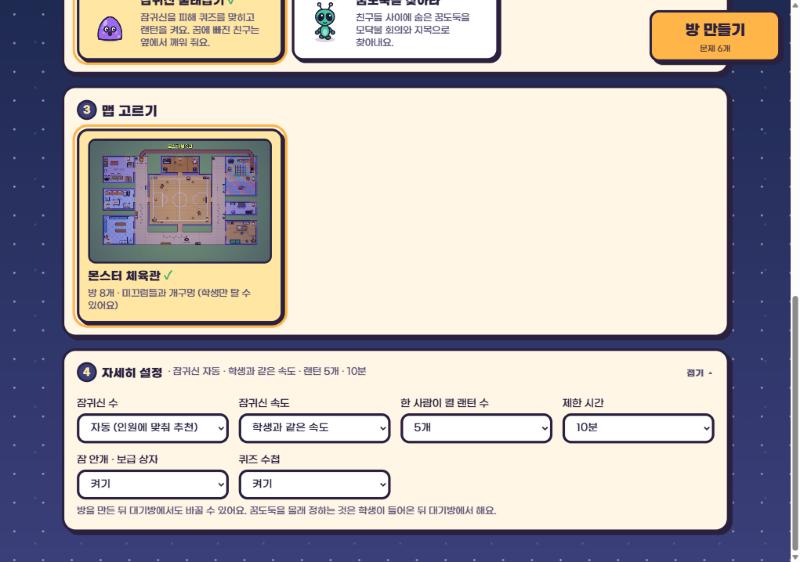 잠귀신을 피해 퀴즈를 맞히고
랜턴을 켜요. 꿈에 빠진 친구는
옆에서 깨워 줘요.
친구들 사이에 숨은 꿈도둑을
모닥불 회의와 지목으로
찾아내요.
방 만들기
문제 6개
3 맵 고르기
몬스터 체육관 ✓
방 8개 · 미끄럼틀과 개구멍 (학생만 탈 수
있어요)
4 자세히 설정 · 잠귀신 자동 · 학생과 같은 속도 · 랜턴 5개 · 10분
접기
잠귀신 수
잠귀신 속도
한 사람이 켤 랜턴 수
제한 시간
자동 (인원에 맞춰 추천)
학생과 같은 속도
5개
10분
잠 안개 · 보급 상자
퀴즈 수첩
켜기
켜기
방을 만든 뒤 대기방에서도 바꿀 수 있어요. 꿈도둑을 몰래 정하는 것은 학생이 들어온 뒤 대기방에서 해요.